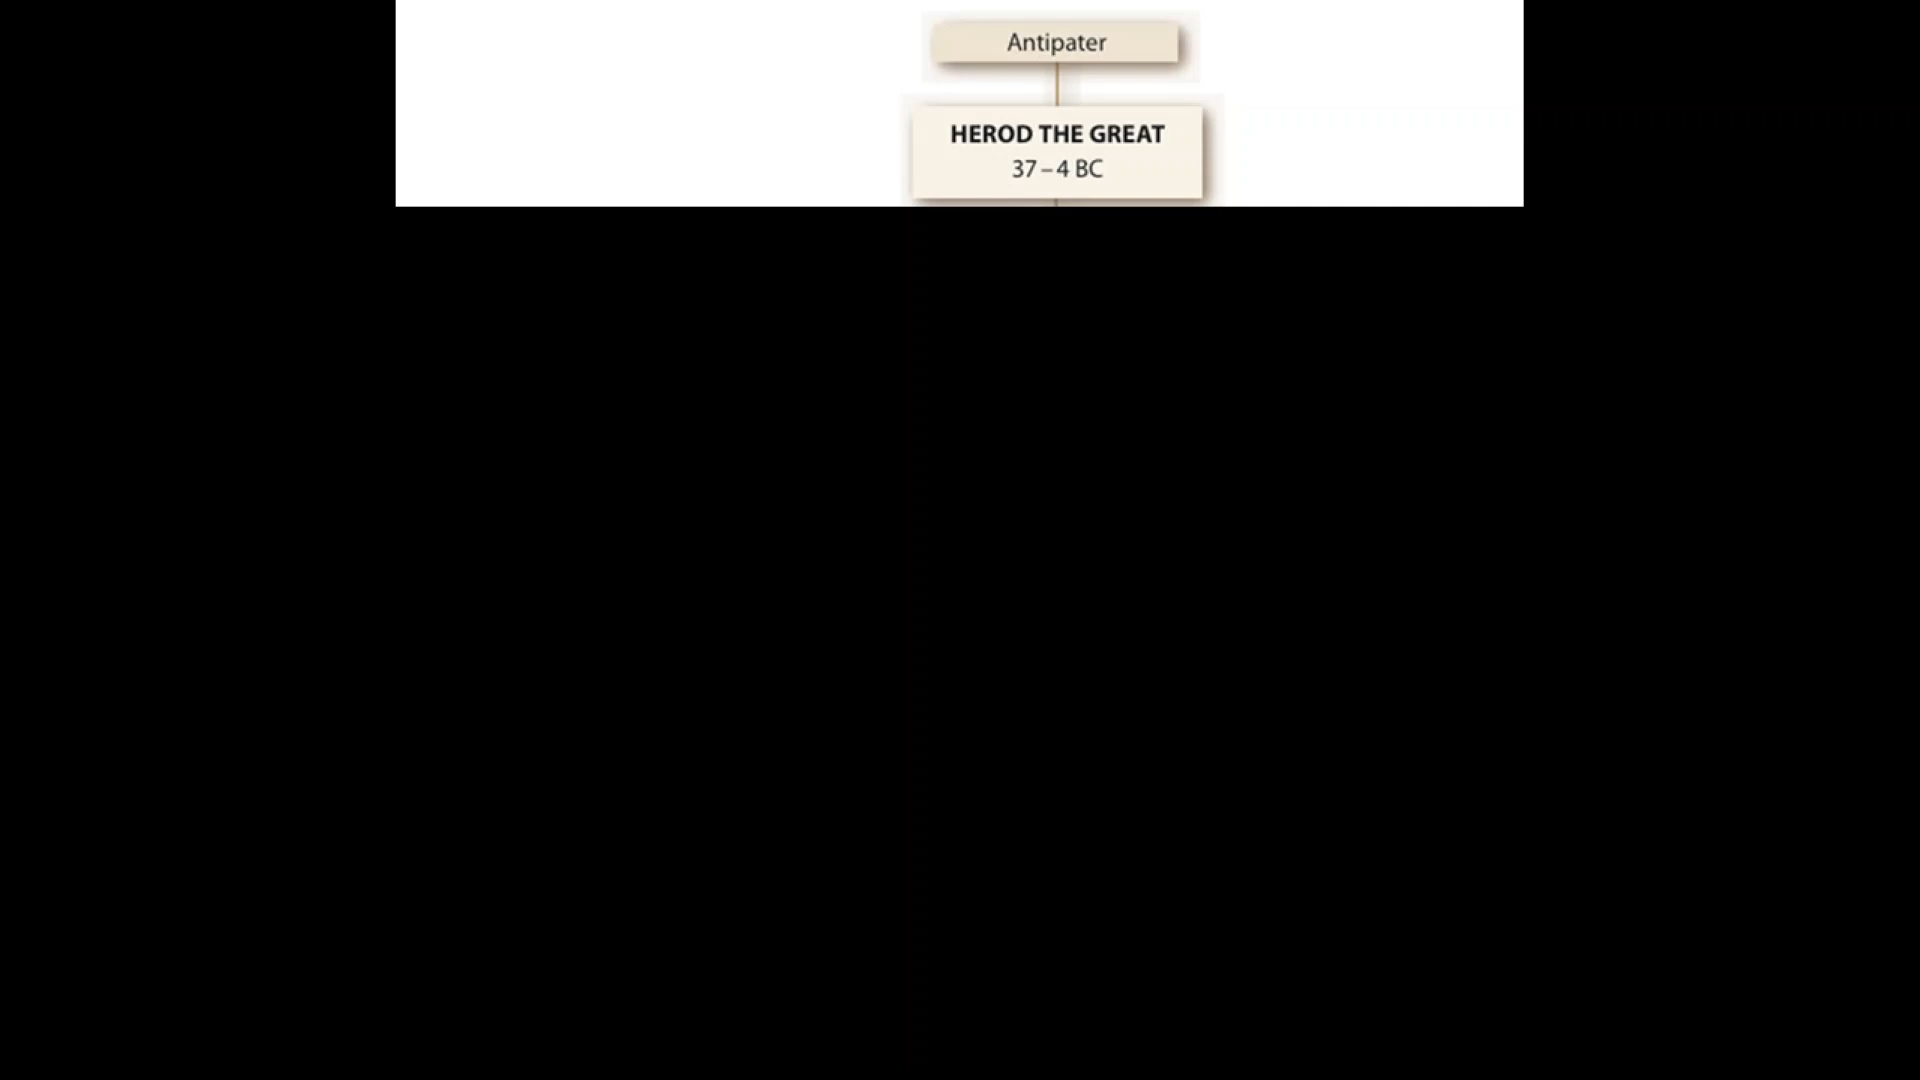 Antipater
HEROD THE GREAT
37 – 4 BC